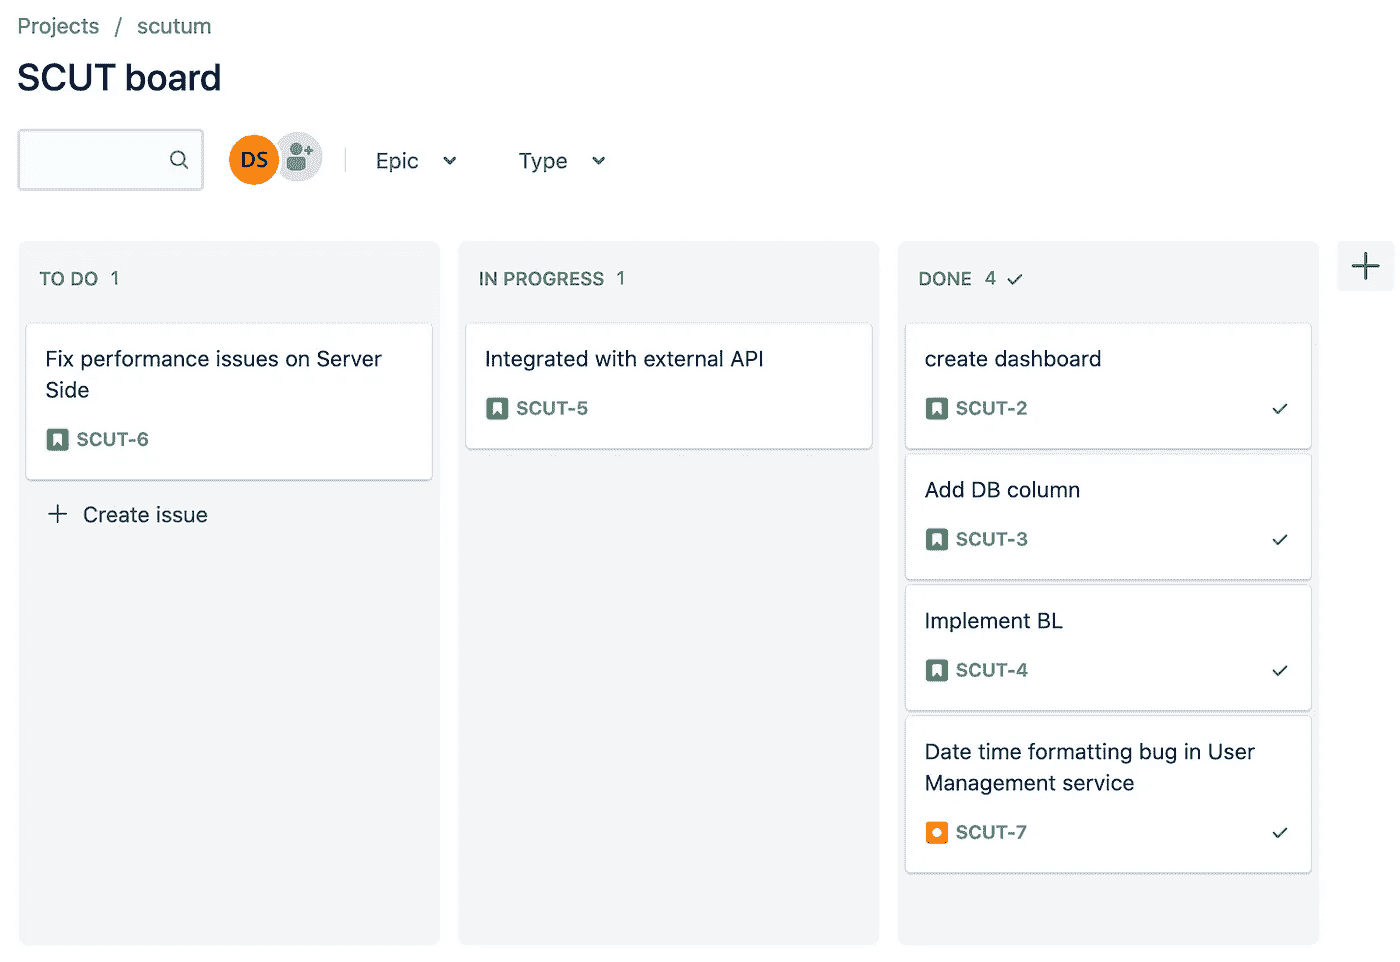 Projects / scutum
SCUT board
DS
Epic
Type
TO DO 1
Fix performance issues on Server
Side
SCUT-6
Create issue
IN PROGRESS 1
Integrated with external API
SCUT-5
DONE 4
create dashboard
SCUT-2
Add DB column
SCUT-3
Implement BL
SCUT-4
Date time formatting bug in User
Management service
SCUT-7